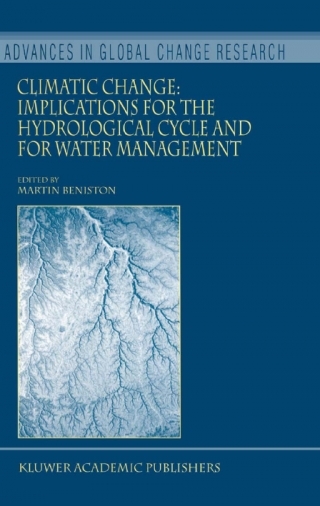 ADVANCES IN GLOBAL CHANGE RESEARCH
CLIMATIC CHANGE:
IMPLICATIONS FOR THE
HYDROLOGICAL CYCLE AND
FOR WATER MANAGEMENT
EDITED BY
MARTIN BENISTON
KLUWER ACADEMIC PUBLISHERS